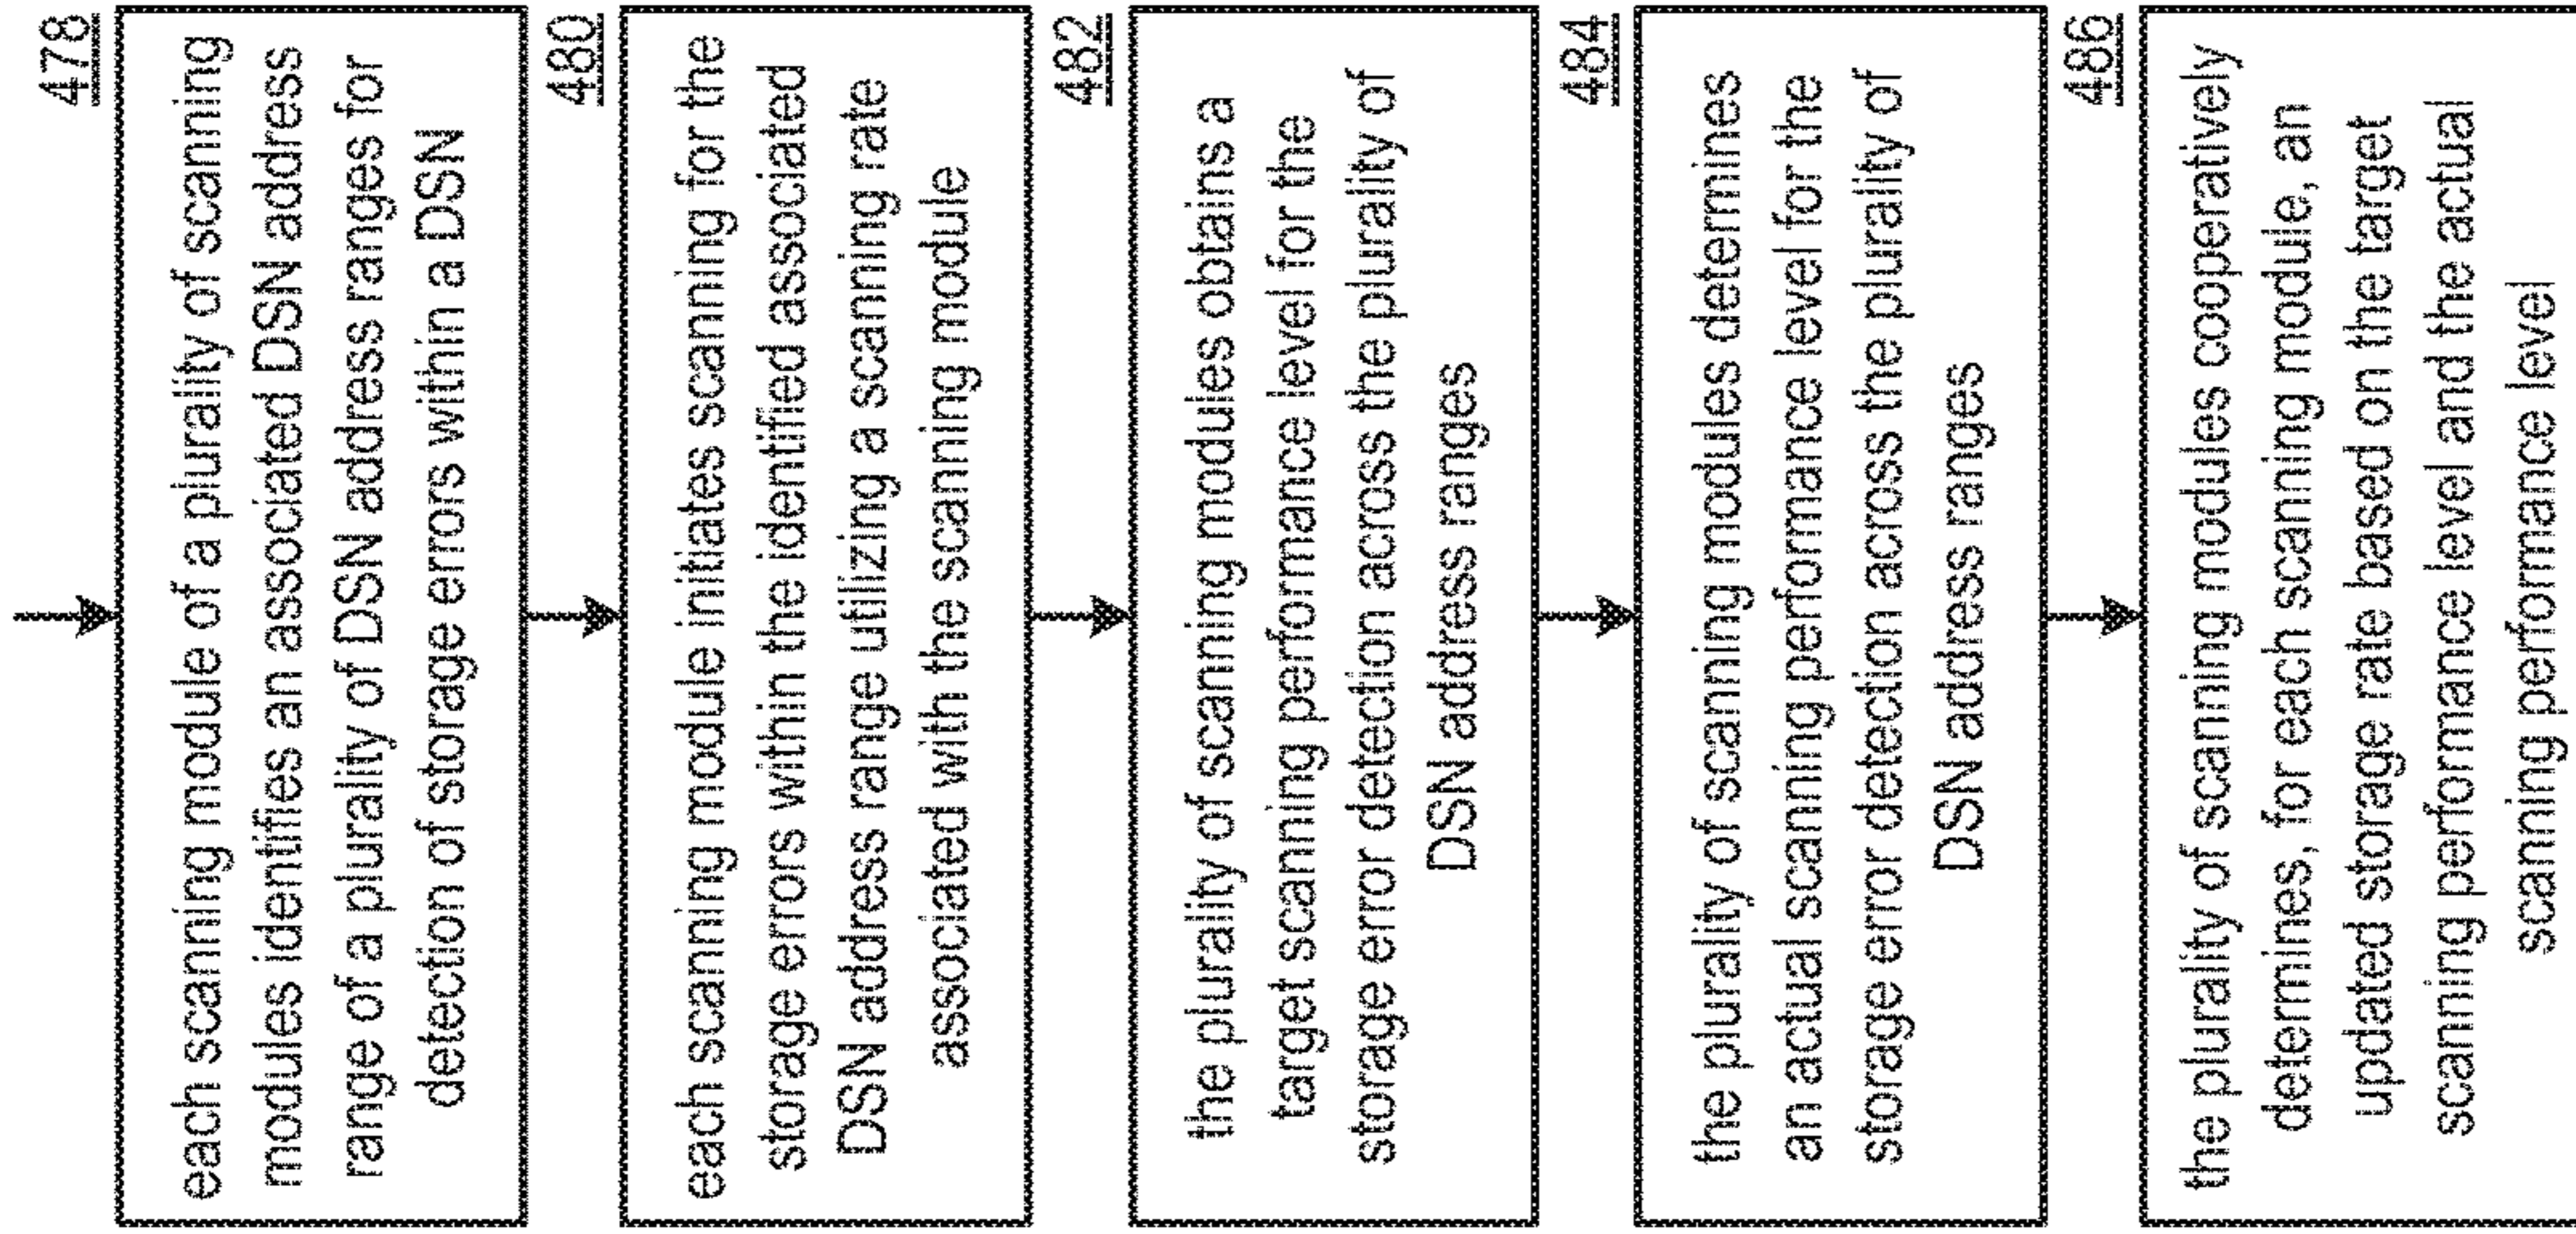 478
each scanning module of a plurality of scanning
modules identifies an associated DSN address
range of a plurality of DSN address ranges for
detection of storage errors within a DSN
480
each scanning module initiates scanning for the
storage errors within the identified associated
DSN address range utilizing a scanning rate
associated with the scanning module
482
the plurality of scanning modules obtains a
target scanning performance level for the
storage error detection across the plurality of
DSN address ranges
484
the plurality of scanning modules determines
an actual scanning performance level for the
storage error detection across the plurality of
DSN address ranges
486
the plurality of scanning modules cooperatively
determines, for each scanning module, an
updated storage rate based on the target
scanning performance level and the actual
scanning performance level